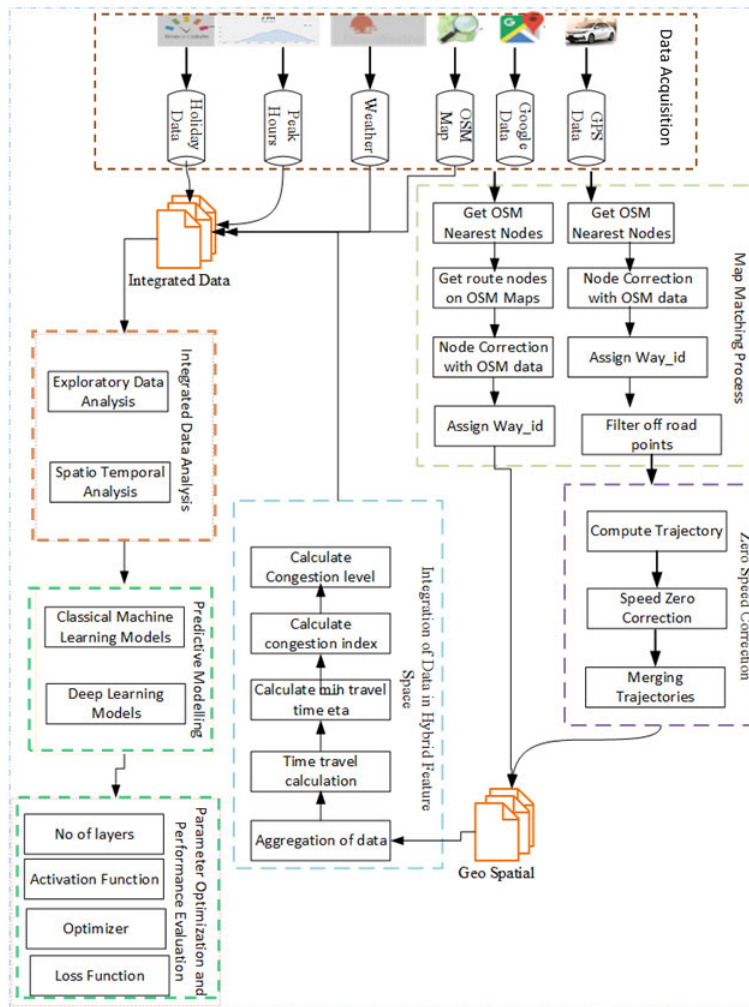 2 PM
Data Acquisition
Holiday
Data
Peak
Hours
Weather
OSM
Map
Google
Data
GPS
Data
Integrated Data
Get OSM
Nearest Nodes
Get route nodes
on OSM Maps
Node Correction
with OSM data
Assign Way_id
Get OSM
Nearest Nodes
Node Correction
with OSM data
Assign Way_id
Filter off road
points
Map Matching Process
Exploratory Data
Analysis
Spatio Temporal
Analysis
Integrated Data Analysis
Calculate
Congestion level
Calculate
congestion index
Calculate mih travel
time eta
Time travel
calculation
Aggregation of data
Integration of Data in Hybrid Feature
Space
Compute Trajectory
Speed Zero
Correction
Merging
Trajectories
Zero Speed Correction
Classical Machine
Learning Models
Deep Learning
Models
Predictive Modelling
Geo Spatial
No of layers
Activation Function
Optimizer
Loss Function
Parameter Optimization and
Performance Evaluation